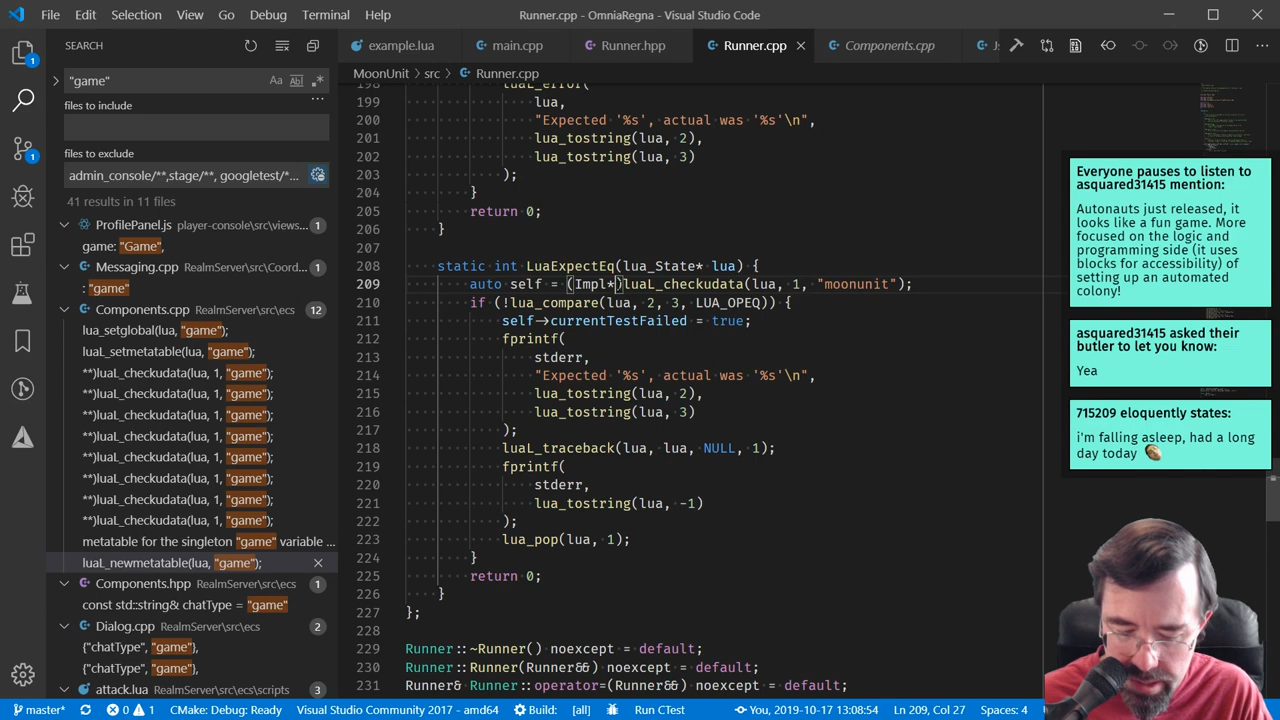 File Edit Selection View Go Debug Terminal Help
Runner.cpp - OmniaRegna - Visual Studio Code
SEARCH
"game"
files to include
files to exclude
admin_console/**,stage/**, googletest/*...
41 results in 11 files
ProfilePanel.js player-console\src\views... 1
game: "Game",
Messaging.cpp RealmServer\src\Coord... 1
: "game"
Components.cpp RealmServer\src\ecs 12
lua_setglobal(lua, "game");
luaL_setmetatable(lua, "game");
**)luaL_checkudata(lua, 1, "game");
**)luaL_checkudata(lua, 1, "game");
**)luaL_checkudata(lua, 1, "game");
**)luaL_checkudata(lua, 1, "game");
**)luaL_checkudata(lua, 1, "game");
**)luaL_checkudata(lua, 1, "game");
**)luaL_checkudata(lua, 1, "game");
**)luaL_checkudata(lua, 1, "game");
metatable for the singleton "game" variable ...
luaL_newmetatable(lua, "game");
Components.hpp RealmServer\src\ecs 1
const std::string& chatType = "game"
Dialog.cpp RealmServer\src\ecs 2
{"chatType", "game"},
{"chatType", "game"},
attack.lua RealmServer\src\ecs\scripts 3
example.lua main.cpp Runner.hpp Runner.cpp Components.cpp
MoonUnit > src > Runner.cpp
198 luaL_error(
199 lua,
200 "Expected '%s', actual was '%s'\n",
201 lua_tostring(lua, 2),
202 lua_tostring(lua, 3)
203 );
204 }
205 return 0;
206 }
207
208 static int LuaExpectEq(lua_State* lua) {
209 auto self = (Impl*)luaL_checkudata(lua, 1, "moonunit");
210 if (!lua_compare(lua, 2, 3, LUA_OPEQ)) {
211 self->currentTestFailed = true;
212 fprintf(
213 stderr,
214 "Expected '%s', actual was '%s'\n",
215 lua_tostring(lua, 2),
216 lua_tostring(lua, 3)
217 );
218 luaL_traceback(lua, lua, NULL, 1);
219 fprintf(
220 stderr,
221 lua_tostring(lua, -1)
222 );
223 lua_pop(lua, 1);
224 }
225 return 0;
226 }
227 };
228
229 Runner::~Runner() noexcept = default;
230 Runner::Runner(Runner&&) noexcept = default;
231 Runner& Runner::operator=(Runner&&) noexcept = default;
Everyone pauses to listen to
asquared31415 mention:
Autonauts just released, it
looks like a fun game. More
focused on the logic and
programming side (it uses
blocks for accessibility) of
setting up an automated
colony!
asquared31415 asked their
butler to let you know:
Yea
715209 eloquently states:
i'm falling asleep, had a long
day today
master* 0 1 CMake: Debug: Ready Visual Studio Community 2017 - amd64 Build: [all] Run CTest You, 2019-10-17 13:08:54 Ln 209, Col 27 Spaces: 4